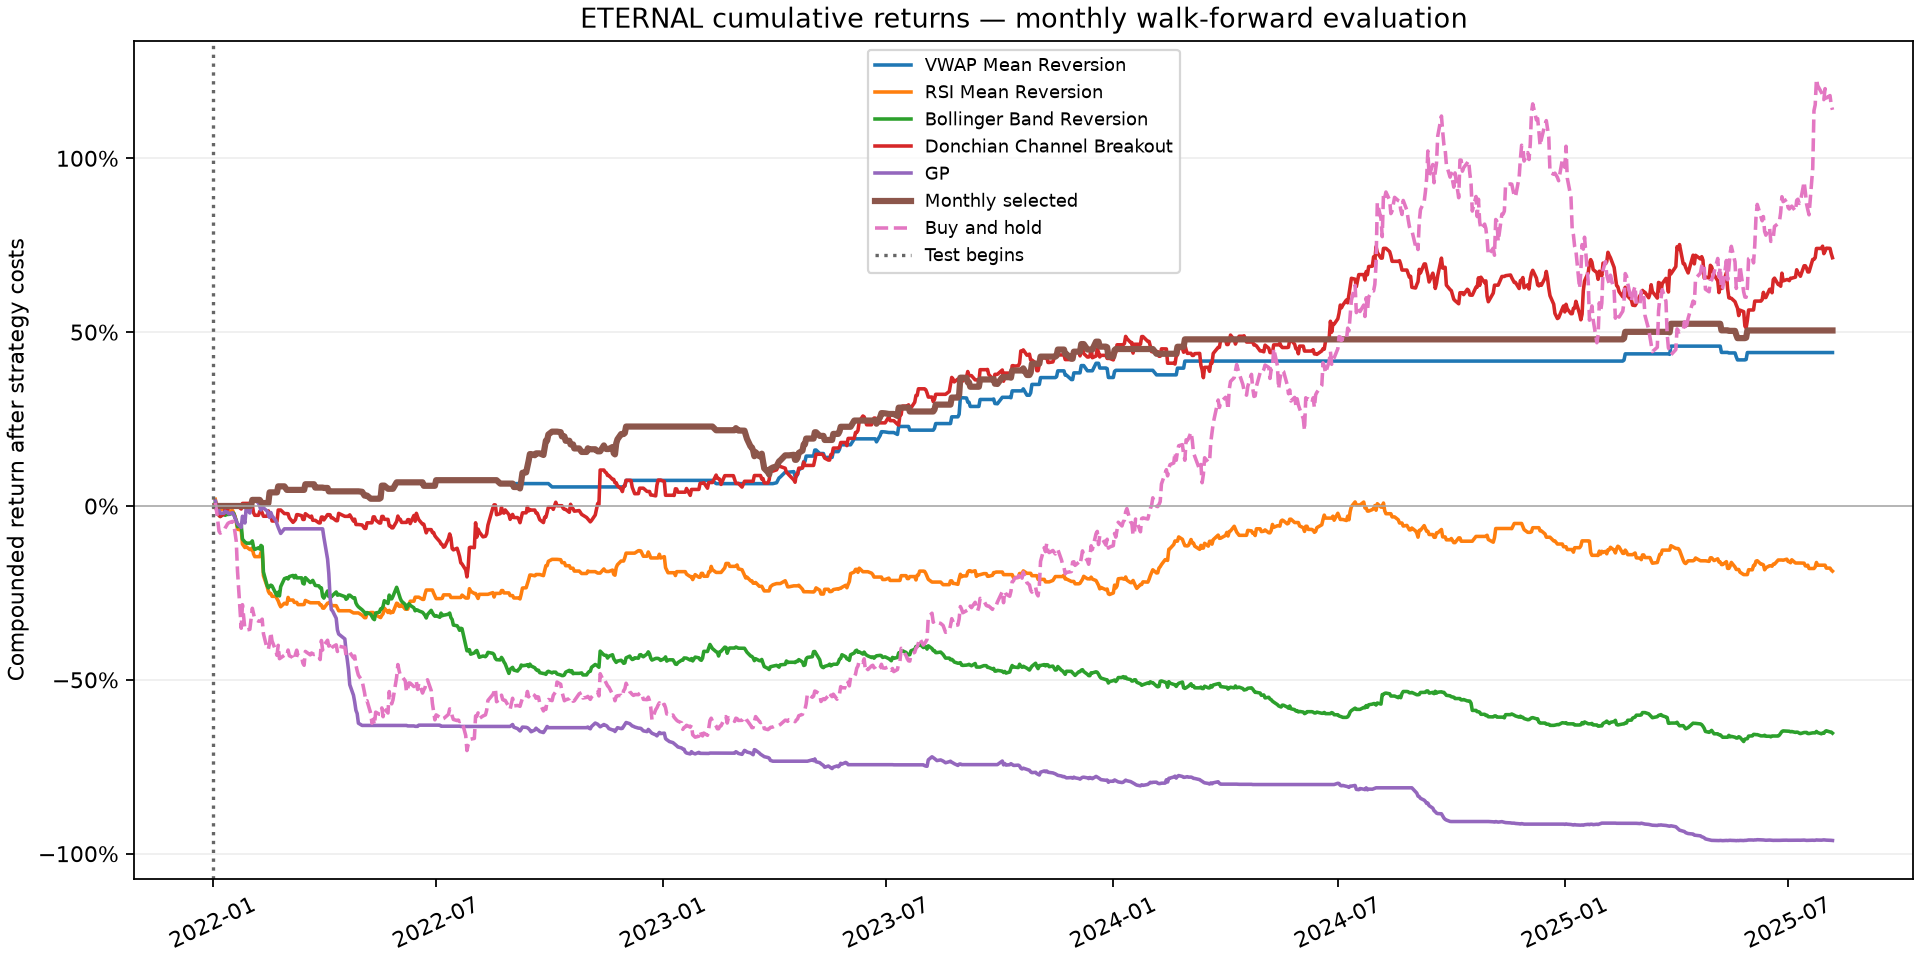 ETERNAL cumulative returns — monthly walk-forward evaluation
VWAP Mean Reversion
RSI Mean Reversion
Bollinger Band Reversion
Donchian Channel Breakout
GP
Monthly selected
Buy and hold
Test begins
Compounded return after strategy costs
100%
50%
0%
−50%
−100%
2022-01
2022-07
2023-01
2023-07
2024-01
2024-07
2025-01
2025-07